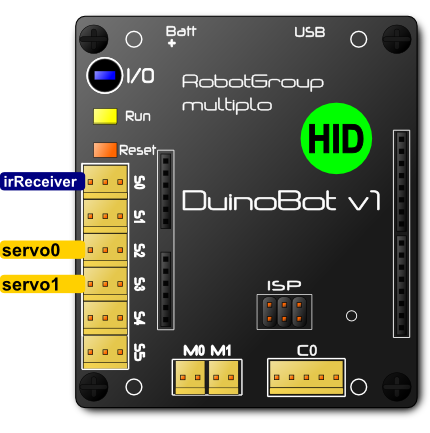 Batt
+
USB
I/O
RobotGroup
multiplo
Run
HID
Reset
irReceiver
S0
DuinoBot v1
S1
servo0
S2
servo1
S3
ISP
S4
M0 M1
C0
S5